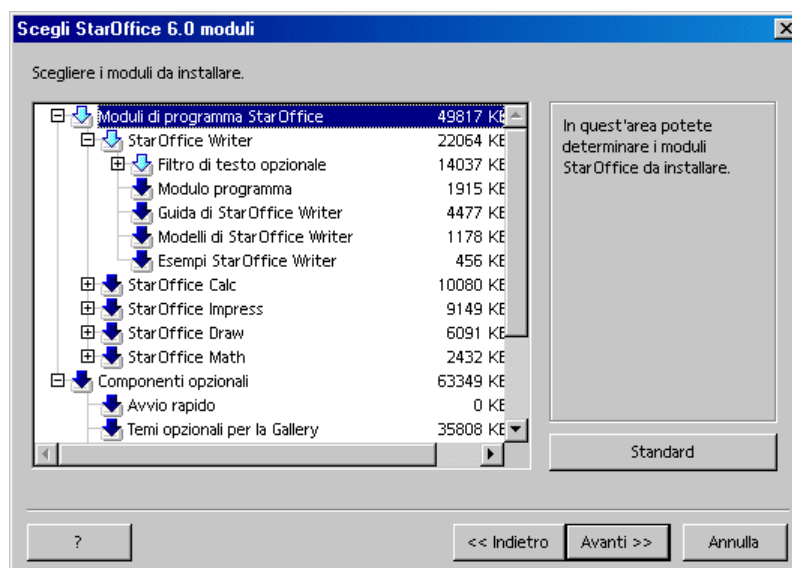 Scegli StarOffice 6.0 moduli
Scegliere i moduli da installare.
Moduli di programma StarOffice 49817 KB
StarOffice Writer 22064 KB
Filtro di testo opzionale 14037 KB
Modulo programma 1915 KB
Guida di StarOffice Writer 4477 KB
Modelli di StarOffice Writer 1178 KB
Esempi StarOffice Writer 456 KB
StarOffice Calc 10080 KB
StarOffice Impress 9149 KB
StarOffice Draw 6091 KB
StarOffice Math 2432 KB
Componenti opzionali 63349 KB
Avvio rapido 0 KB
Temi opzionali per la Gallery 35808 KB
In quest'area potete
determinare i moduli
StarOffice da installare.
Standard
?
<< Indietro
Avanti >>
Annulla